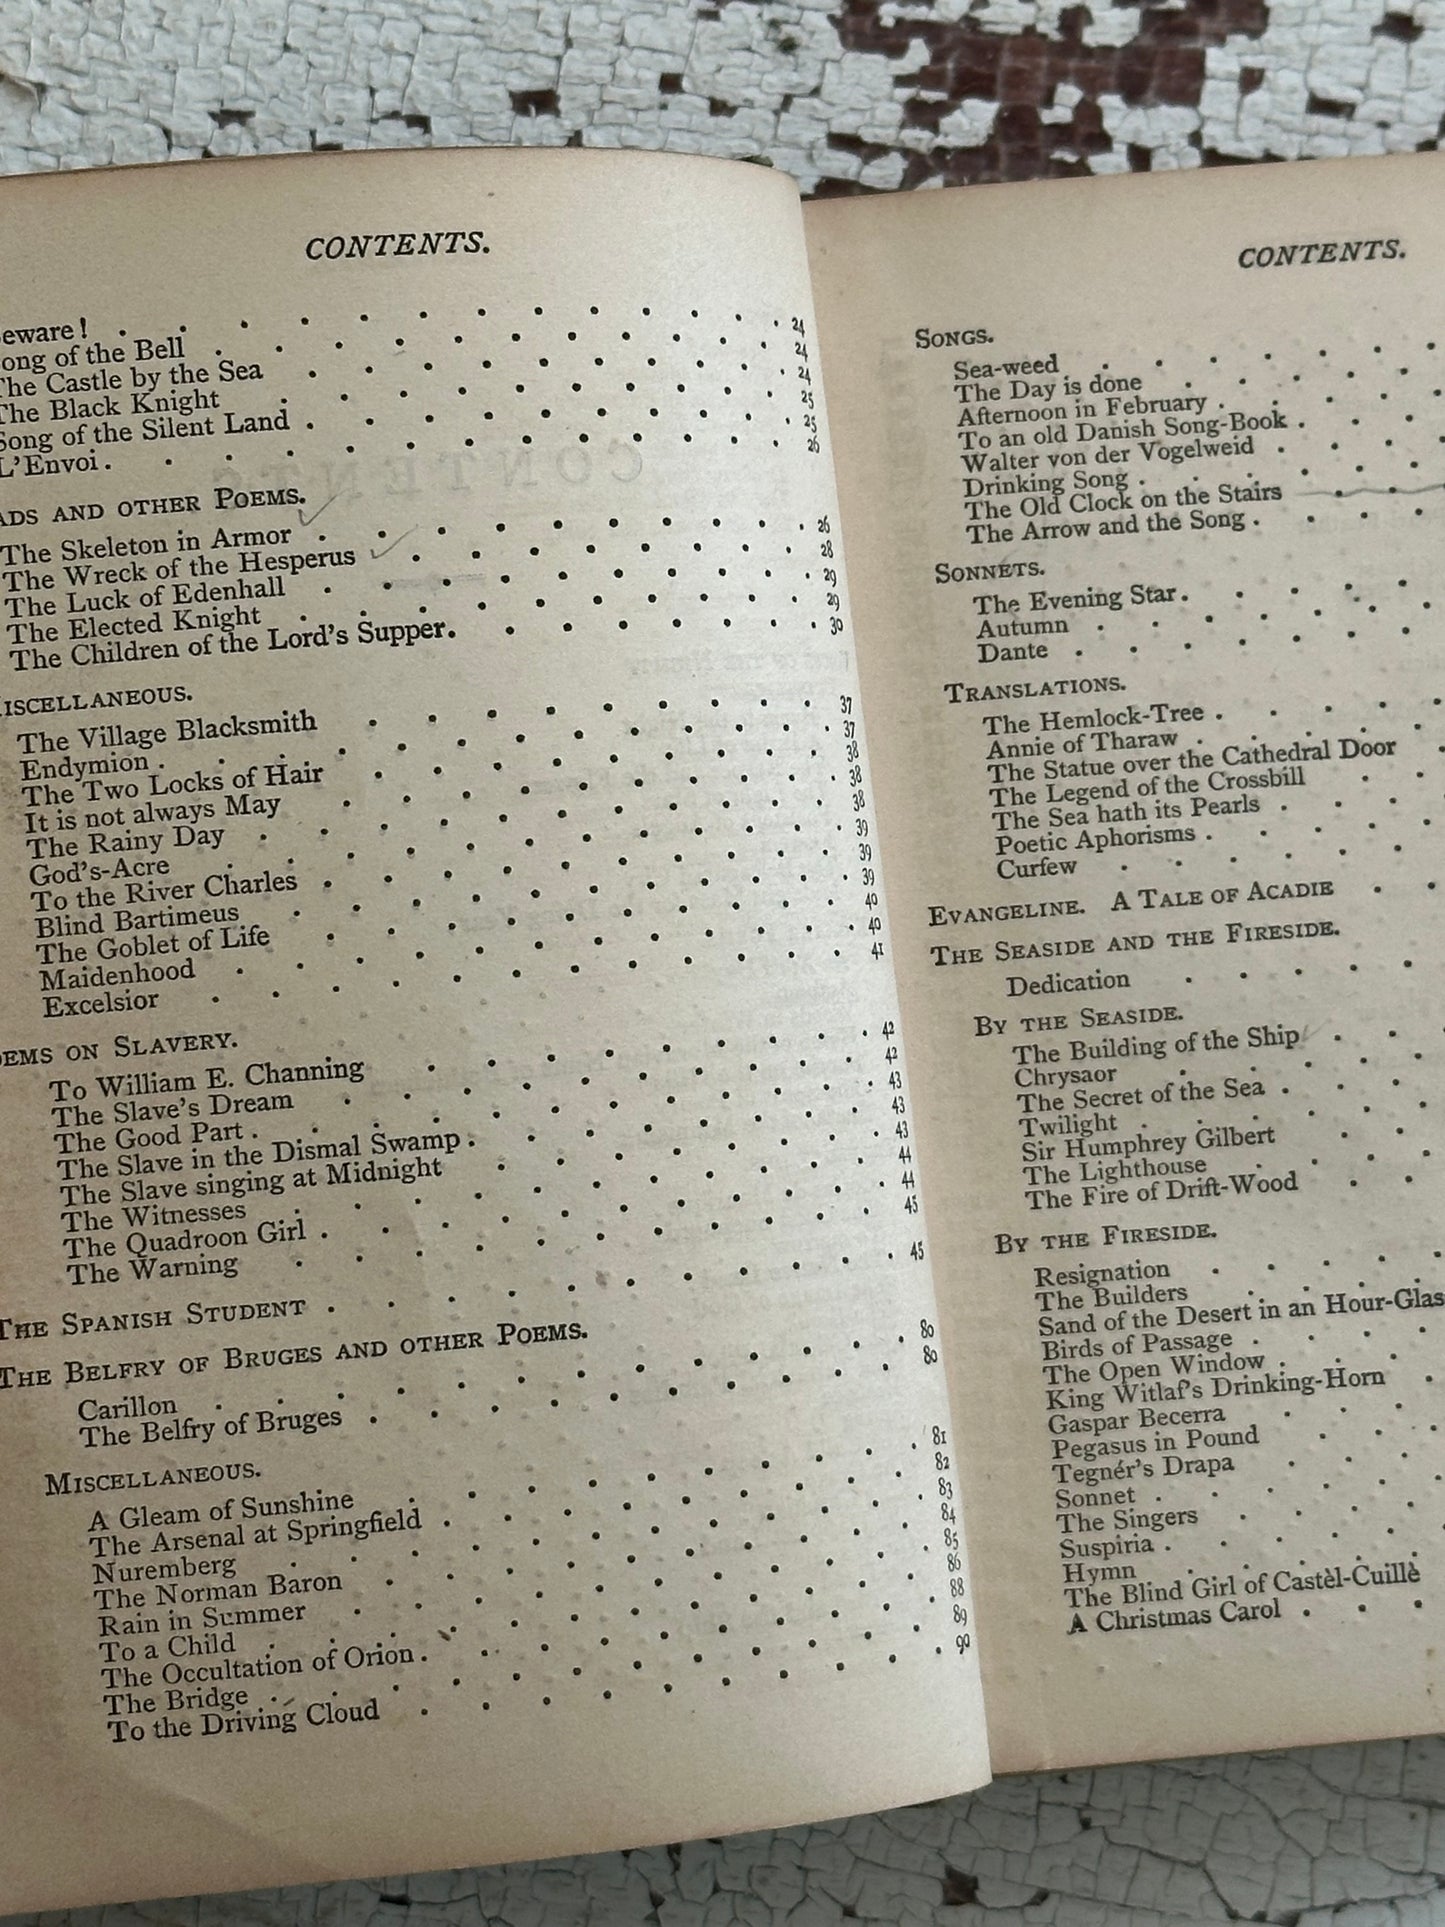 CONTENTS.
eware! 24
ong of the Bell 24
The Castle by the Sea 24
The Black Knight 25
Song of the Silent Land 25
L'Envoi 26
ADS AND OTHER POEMS.
The Skeleton in Armor 26
The Wreck of the Hesperus 28
The Luck of Edenhall 29
The Elected Knight 29
The Children of the Lord's Supper 30
ISCELLANEOUS.
The Village Blacksmith 37
Endymion 37
The Two Locks of Hair 38
It is not always May 38
The Rainy Day 38
God's-Acre 39
To the River Charles 39
Blind Bartimeus 39
The Goblet of Life 40
Maidenhood 40
Excelsior 41
EMS ON SLAVERY.
To William E. Channing 42
The Slave's Dream 42
The Good Part 43
The Slave in the Dismal Swamp 43
The Slave singing at Midnight 43
The Witnesses 44
The Quadroon Girl 44
The Warning 45
THE SPANISH STUDENT 45
THE BELFRY OF BRUGES AND OTHER POEMS.
Carillon 80
The Belfry of Bruges 80
MISCELLANEOUS.
A Gleam of Sunshine 81
The Arsenal at Springfield 82
Nuremberg 83
The Norman Baron 84
Rain in Summer 85
To a Child 86
The Occultation of Orion 88
The Bridge 89
To the Driving Cloud 90
CONTENTS.
SONGS.
Sea-weed
The Day is done
Afternoon in February
To an old Danish Song-Book
Walter von der Vogelweid
Drinking Song
The Old Clock on the Stairs
The Arrow and the Song
SONNETS.
The Evening Star
Autumn
Dante
TRANSLATIONS.
The Hemlock-Tree
Annie of Tharaw
The Statue over the Cathedral Door
The Legend of the Crossbill
The Sea hath its Pearls
Poetic Aphorisms
Curfew
EVANGELINE. A TALE OF ACADIE
THE SEASIDE AND THE FIRESIDE.
Dedication
BY THE SEASIDE.
The Building of the Ship
Chrysaor
The Secret of the Sea
Twilight
Sir Humphrey Gilbert
The Lighthouse
The Fire of Drift-Wood
BY THE FIRESIDE.
Resignation
The Builders
Sand of the Desert in an Hour-Glas
Birds of Passage
The Open Window
King Witlaf's Drinking-Horn
Gaspar Becerra
Pegasus in Pound
Tegnér's Drapa
Sonnet
The Singers
Suspiria
Hymn
The Blind Girl of Castèl-Cuillè
A Christmas Carol